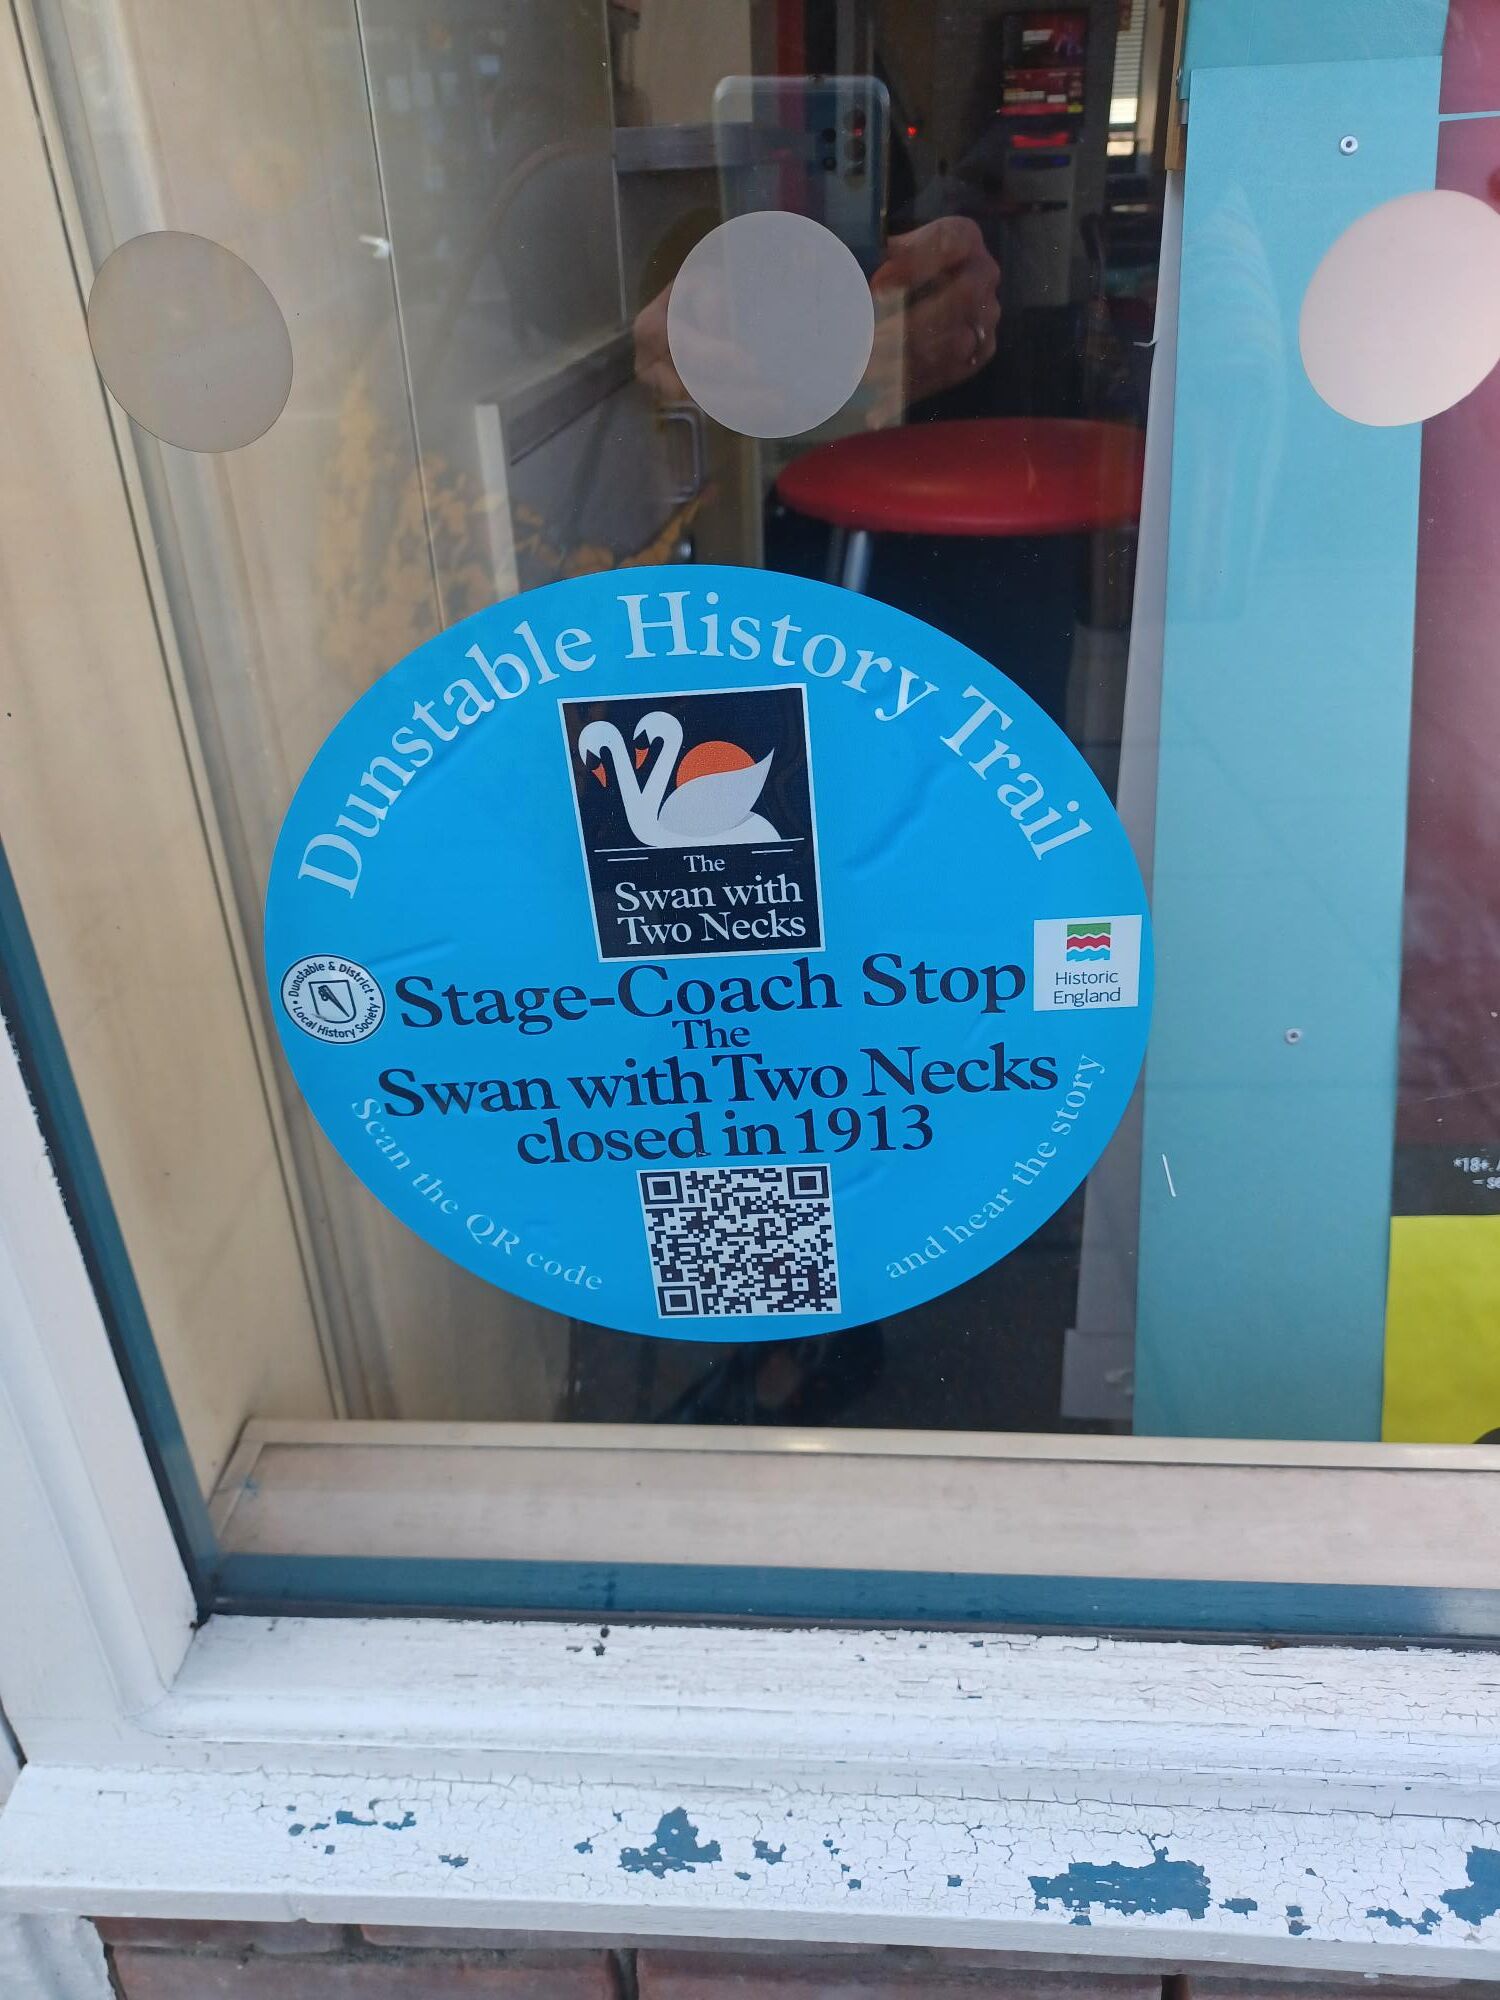 Dunstable History Trail
The
Swan with
Two Necks
Dunstable & District
Local History Society
Stage-Coach Stop
Historic
England
The
Swan with Two Necks
closed in 1913
Scan the QR code
and hear the story
*18+.